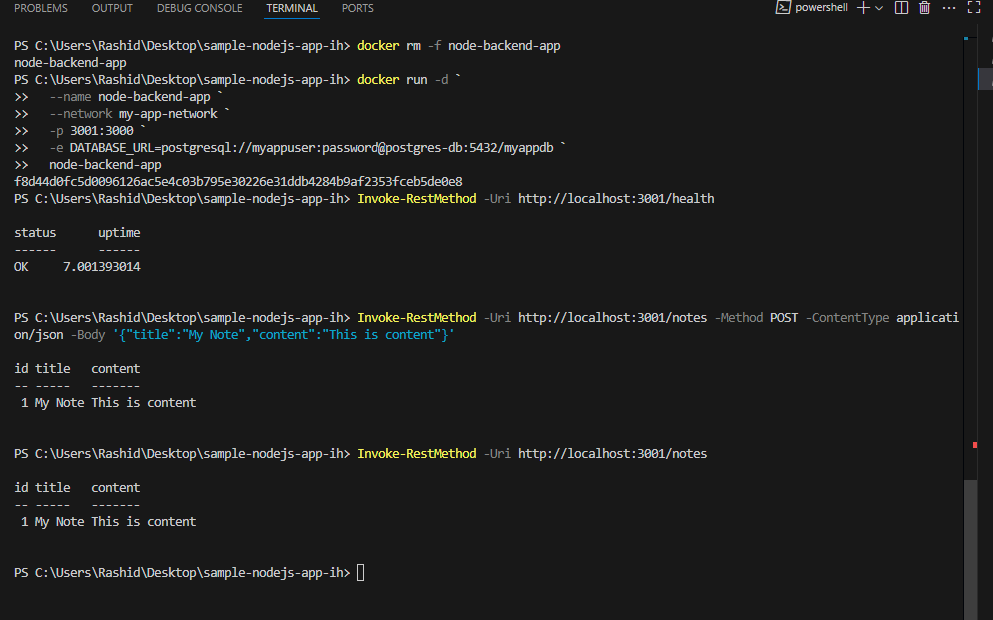 PROBLEMS OUTPUT DEBUG CONSOLE TERMINAL PORTS powershell
PS C:\Users\Rashid\Desktop\sample-nodejs-app-ih> docker rm -f node-backend-app
node-backend-app
PS C:\Users\Rashid\Desktop\sample-nodejs-app-ih> docker run -d `
>>   --name node-backend-app `
>>   --network my-app-network `
>>   -p 3001:3000 `
>>   -e DATABASE_URL=postgresql://myappuser:password@postgres-db:5432/myappdb `
>>   node-backend-app
f8d44d0fc5d0096126ac5e4c03b795e30226e31ddb4284b9af2353fceb5de0e8
PS C:\Users\Rashid\Desktop\sample-nodejs-app-ih> Invoke-RestMethod -Uri http://localhost:3001/health
status      uptime
------      ------
OK     7.001393014
PS C:\Users\Rashid\Desktop\sample-nodejs-app-ih> Invoke-RestMethod -Uri http://localhost:3001/notes -Method POST -ContentType applicati
on/json -Body '{"title":"My Note","content":"This is content"}'
id title   content
-- -----   -------
 1 My Note This is content
PS C:\Users\Rashid\Desktop\sample-nodejs-app-ih> Invoke-RestMethod -Uri http://localhost:3001/notes
id title   content
-- -----   -------
 1 My Note This is content
PS C:\Users\Rashid\Desktop\sample-nodejs-app-ih>